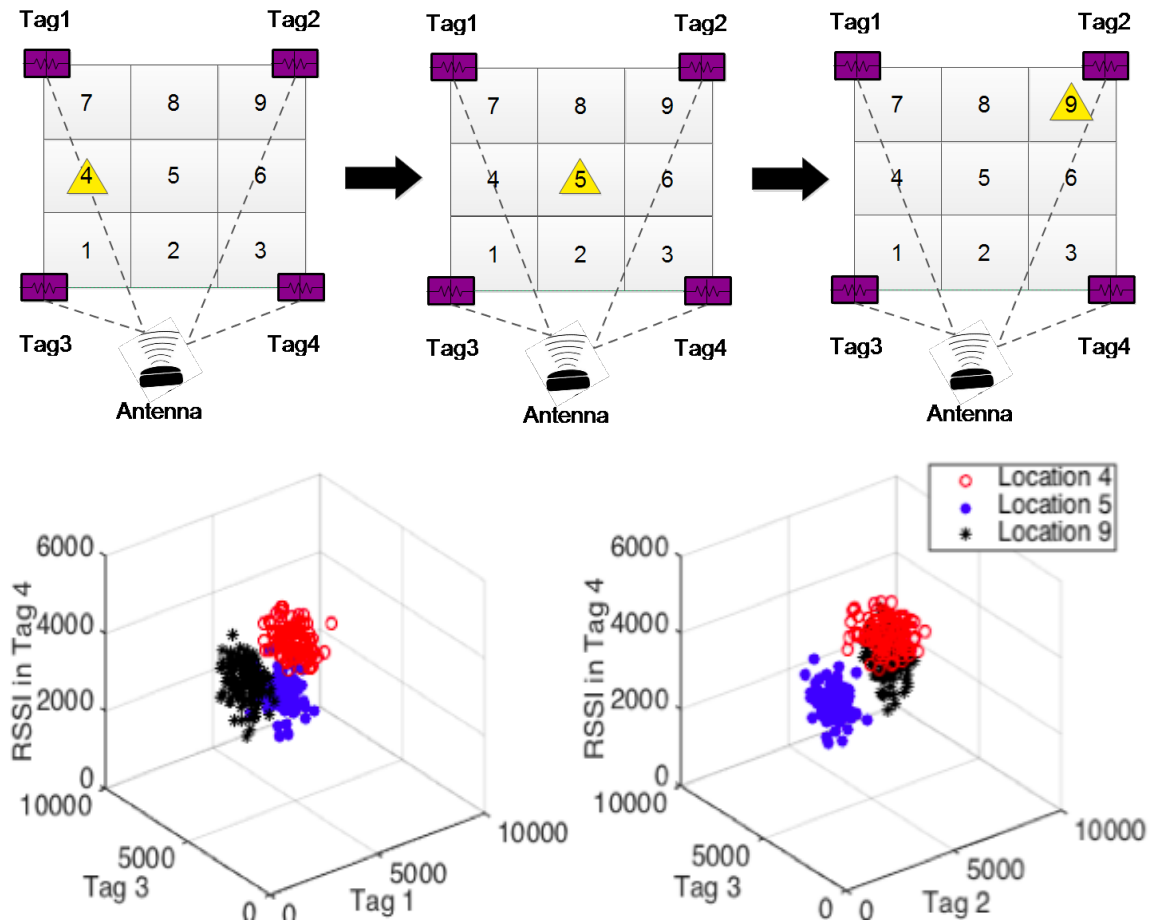 Tag1 Tag2 Tag1 Tag2 Tag1 Tag2
7 8 9 7 8 9 7 8 9
4 5 6 4 5 6 4 5 6
1 2 3 1 2 3 1 2 3
Tag3 Tag4 Tag3 Tag4 Tag3 Tag4
Antenna Antenna Antenna
6000
4000
2000
0
RSSI in Tag 4
10000
5000
0
Tag 3
0
5000
10000
Tag 1
Location 4
Location 5
Location 9
6000
4000
2000
0
RSSI in Tag 4
10000
5000
0
Tag 3
0
5000
10000
Tag 2